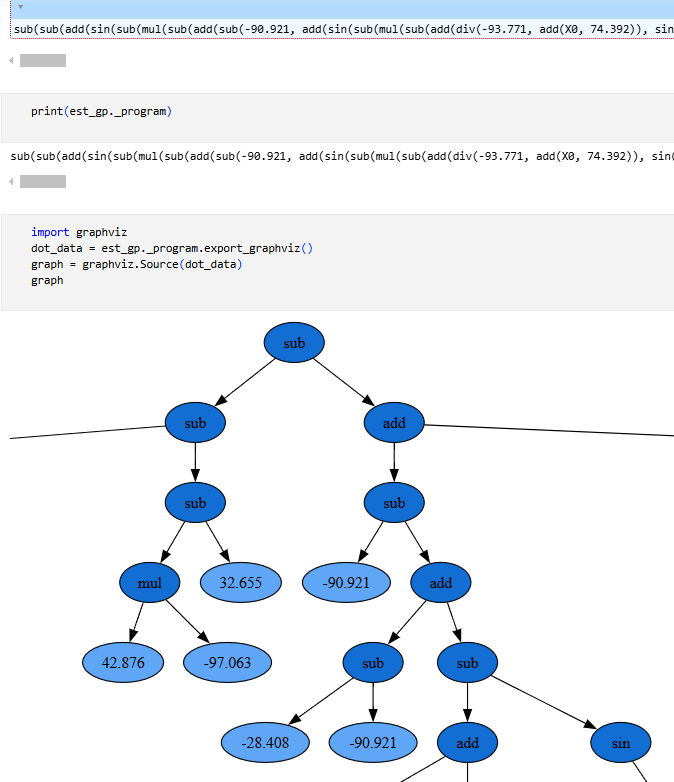 sub(sub(add(sin(sub(mul(sub(add(sub(-90.921, add(sin(sub(mul(sub(add(div(-93.771, add(X0, 74.392)), sin
print(est_gp._program)
sub(sub(add(sin(sub(mul(sub(add(sub(-90.921, add(sin(sub(mul(sub(add(div(-93.771, add(X0, 74.392)), sin(
import graphviz
dot_data = est_gp._program.export_graphviz()
graph = graphviz.Source(dot_data)
graph
sub
sub add
sub sub
mul 32.655 -90.921 add
42.876 -97.063 sub sub
-28.408 -90.921 add sin